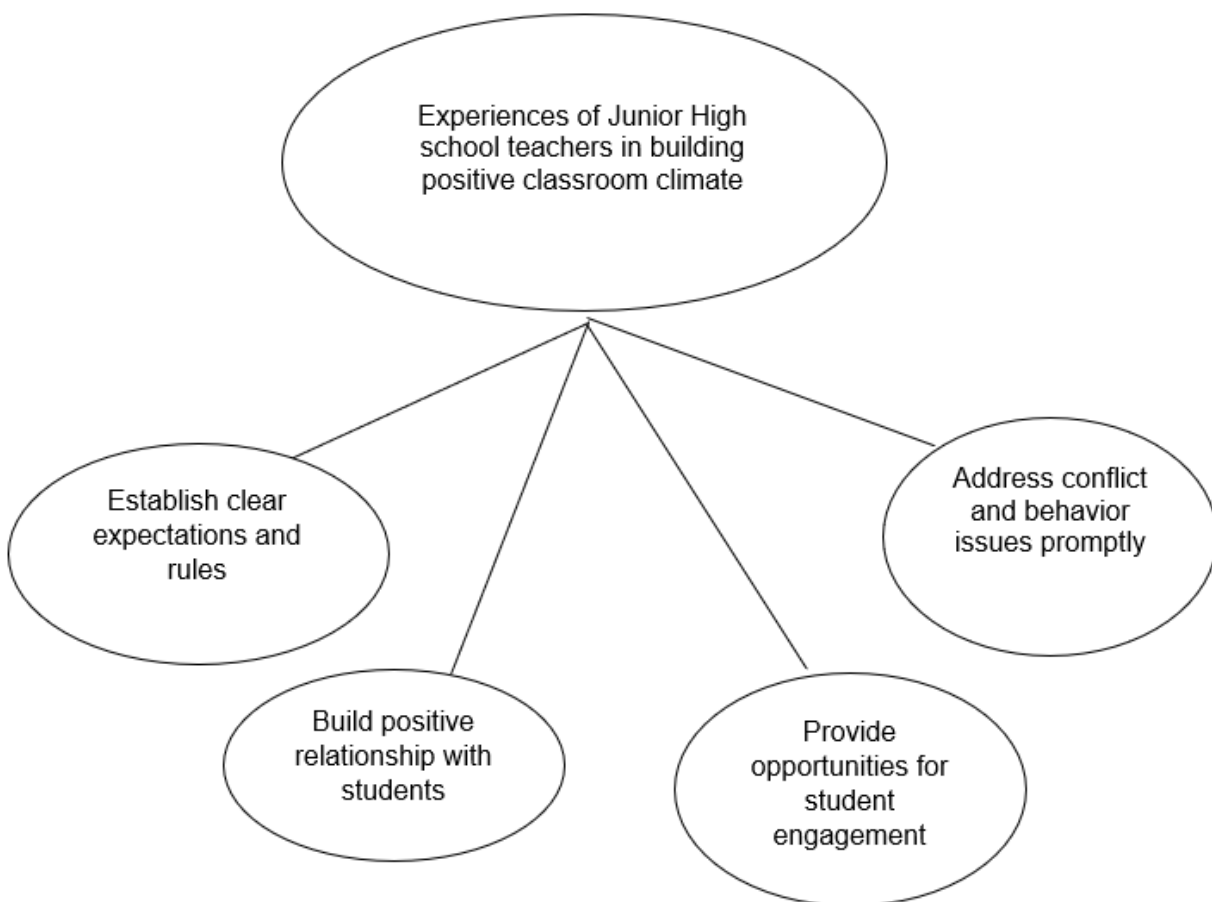 Experiences of Junior High
school teachers in building
positive classroom climate
Establish clear
expectations and
rules
Build positive
relationship with
students
Provide
opportunities for
student
engagement
Address conflict
and behavior
issues promptly